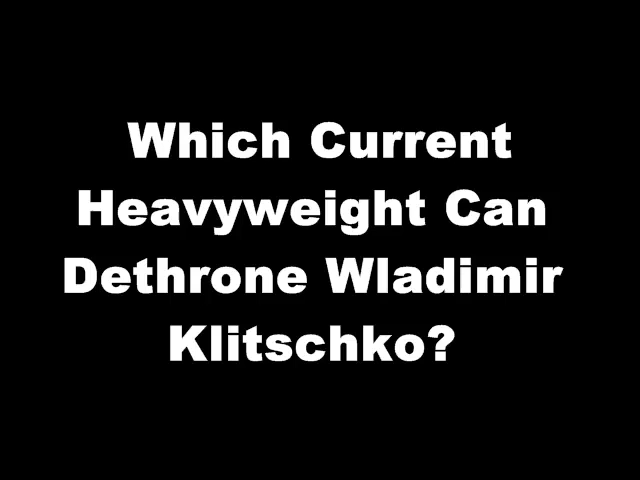 Which Current
Heavyweight Can
Dethrone Wladimir
Klitschko?